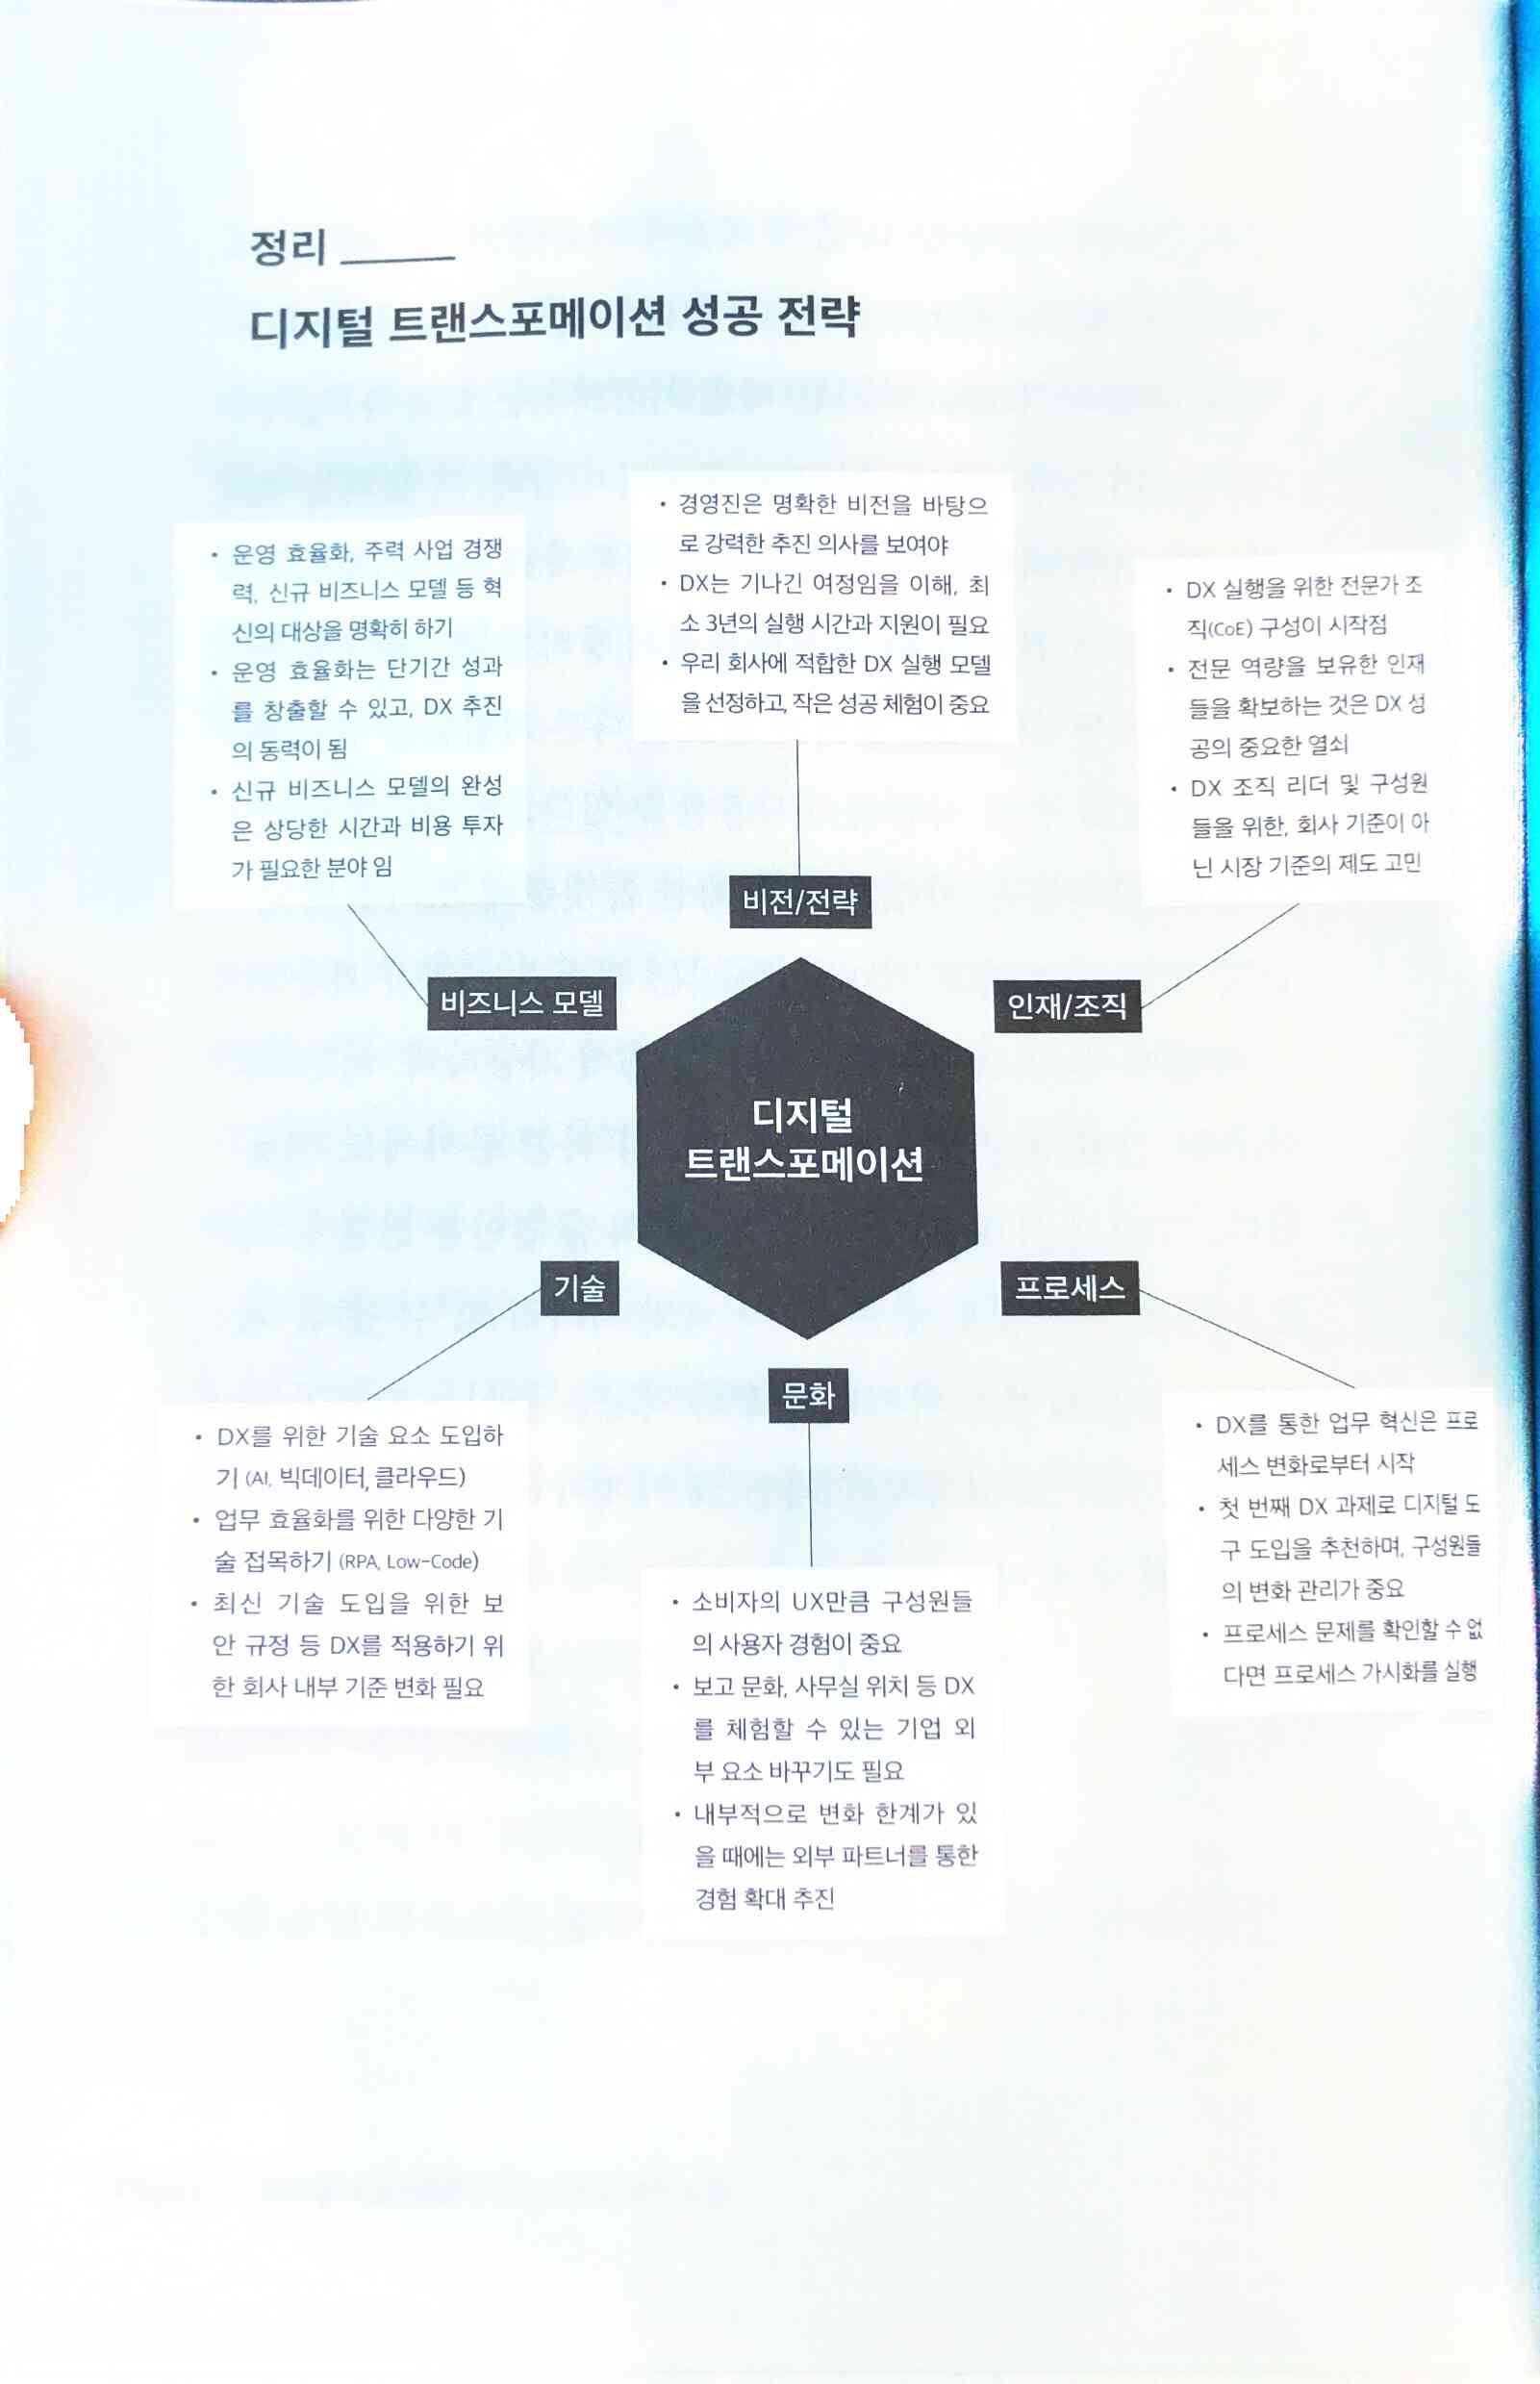 정리
디지털 트랜스포메이션 성공 전략
• 경영진은 명확한 비전을 바탕으
로 강력한 추진 의사를 보여야
• DX는 기나긴 여정임을 이해, 최
소 3년의 실행 시간과 지원이 필요
• 우리 회사에 적합한 DX 실행 모델
을 선정하고, 작은 성공 체험이 중요
비전/전략
• 운영 효율화, 주력 사업 경쟁
력, 신규 비즈니스 모델 등 혁
신의 대상을 명확히 하기
• 운영 효율화는 단기간 성과
를 창출할 수 있고, DX 추진
의 동력이 됨
• 신규 비즈니스 모델의 완성
은 상당한 시간과 비용 투자
가 필요한 분야 임
비즈니스 모델
• DX 실행을 위한 전문가 조
직(CoE) 구성이 시작점
• 전문 역량을 보유한 인재
들을 확보하는 것은 DX 성
공의 중요한 열쇠
• DX 조직 리더 및 구성원
들을 위한, 회사 기준이 아
닌 시장 기준의 제도 고민
인재/조직
디지털
트랜스포메이션
기술
• DX를 위한 기술 요소 도입하
기 (AI, 빅데이터, 클라우드)
• 업무 효율화를 위한 다양한 기
술 접목하기 (RPA, Low-Code)
• 최신 기술 도입을 위한 보
안 규정 등 DX를 적용하기 위
한 회사 내부 기준 변화 필요
문화
• 소비자의 UX만큼 구성원들
의 사용자 경험이 중요
• 보고 문화, 사무실 위치 등 DX
를 체험할 수 있는 기업 외
부 요소 바꾸기도 필요
• 내부적으로 변화 한계가 있
을 때에는 외부 파트너를 통한
경험 확대 추진
프로세스
• DX를 통한 업무 혁신은 프로
세스 변화로부터 시작
• 첫 번째 DX 과제로 디지털 도
구 도입을 추천하며, 구성원들
의 변화 관리가 중요
• 프로세스 문제를 확인할 수 없
다면 프로세스 가시화를 실행